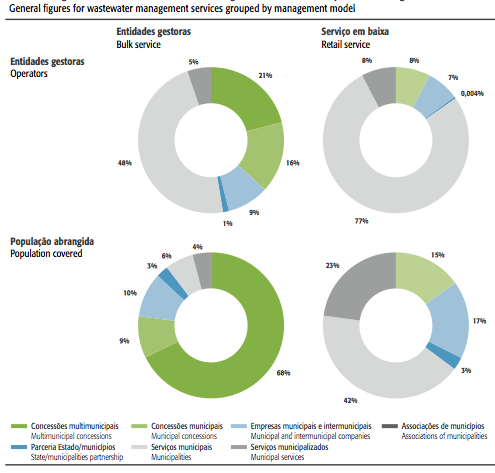 General figures for wastewater management services grouped by management model
Entidades gestoras
Bulk service
Serviço em baixa
Retail service
Entidades gestoras
Operators
5%
21%
16%
9%
1%
48%
8%
8%
7%
0,004%
77%
População abrangida
Population covered
4%
6%
3%
10%
9%
68%
23%
15%
17%
3%
42%
Concessões multimunicipais
Multimunicipal concessions
Concessões municipais
Municipal concessions
Empresas municipais e intermunicipais
Municipal and intermunicipal companies
Associações de municípios
Associations of municipalities
Parceria Estado/municípios
State/municipalities partnership
Serviços municipais
Municipalities
Serviços municipalizados
Municipal services